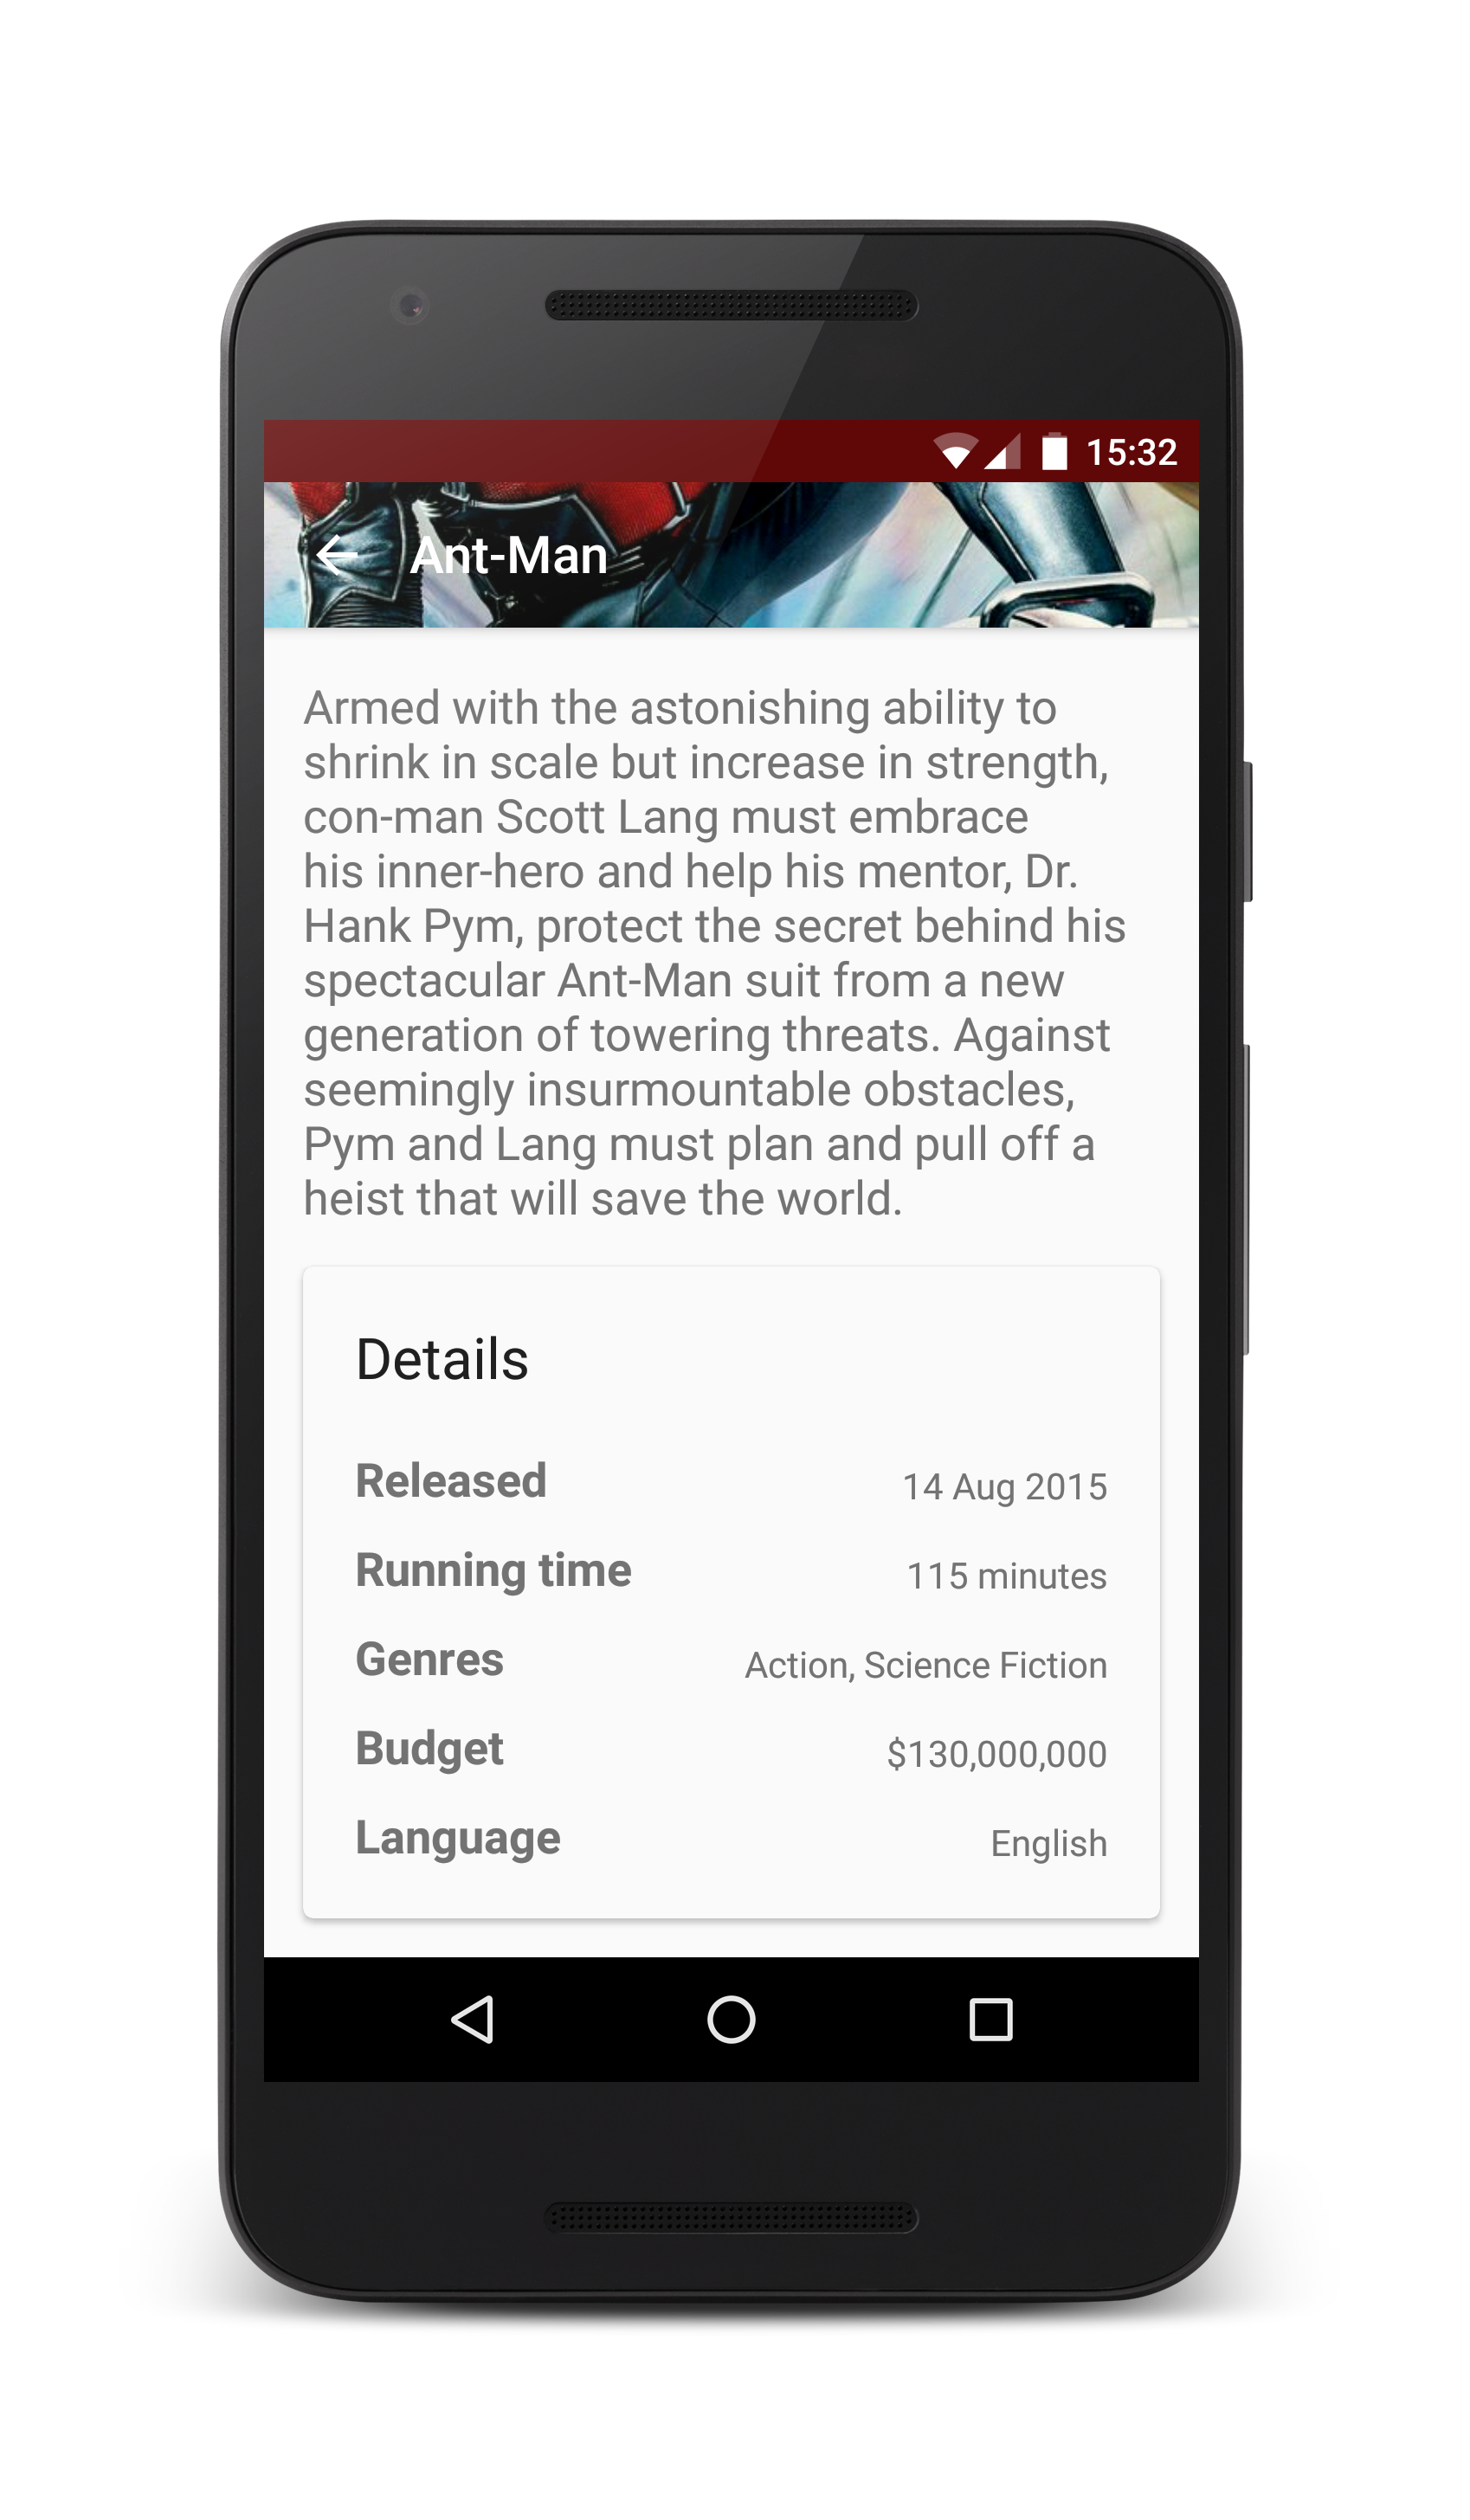 15:32
Ant-Man
Armed with the astonishing ability to
shrink in scale but increase in strength,
con-man Scott Lang must embrace
his inner-hero and help his mentor, Dr.
Hank Pym, protect the secret behind his
spectacular Ant-Man suit from a new
generation of towering threats. Against
seemingly insurmountable obstacles,
Pym and Lang must plan and pull off a
heist that will save the world.
Details
Released 14 Aug 2015
Running time 115 minutes
Genres Action, Science Fiction
Budget $130,000,000
Language English